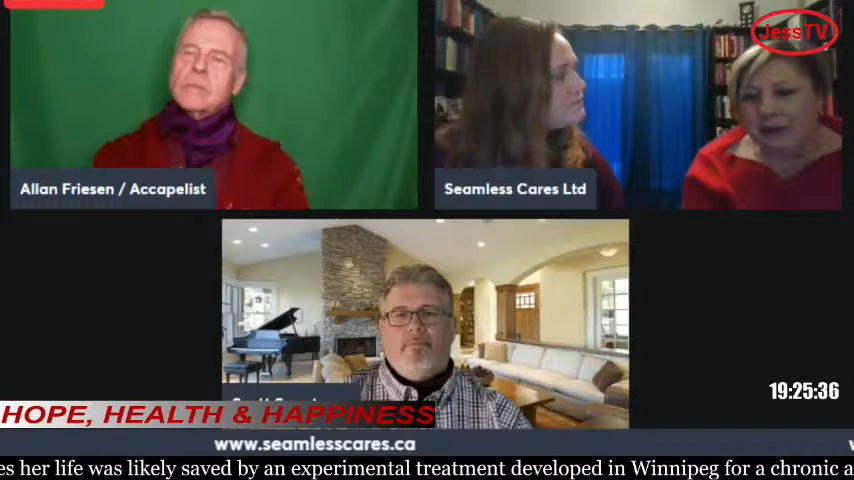 JessTV
Allan Friesen / Accapelist
Seamless Cares Ltd
19:25:36
HOPE, HEALTH & HAPPINESS
www.seamlesscares.ca
her life was likely saved by an experimental treatment developed in Winnipeg for a chronic